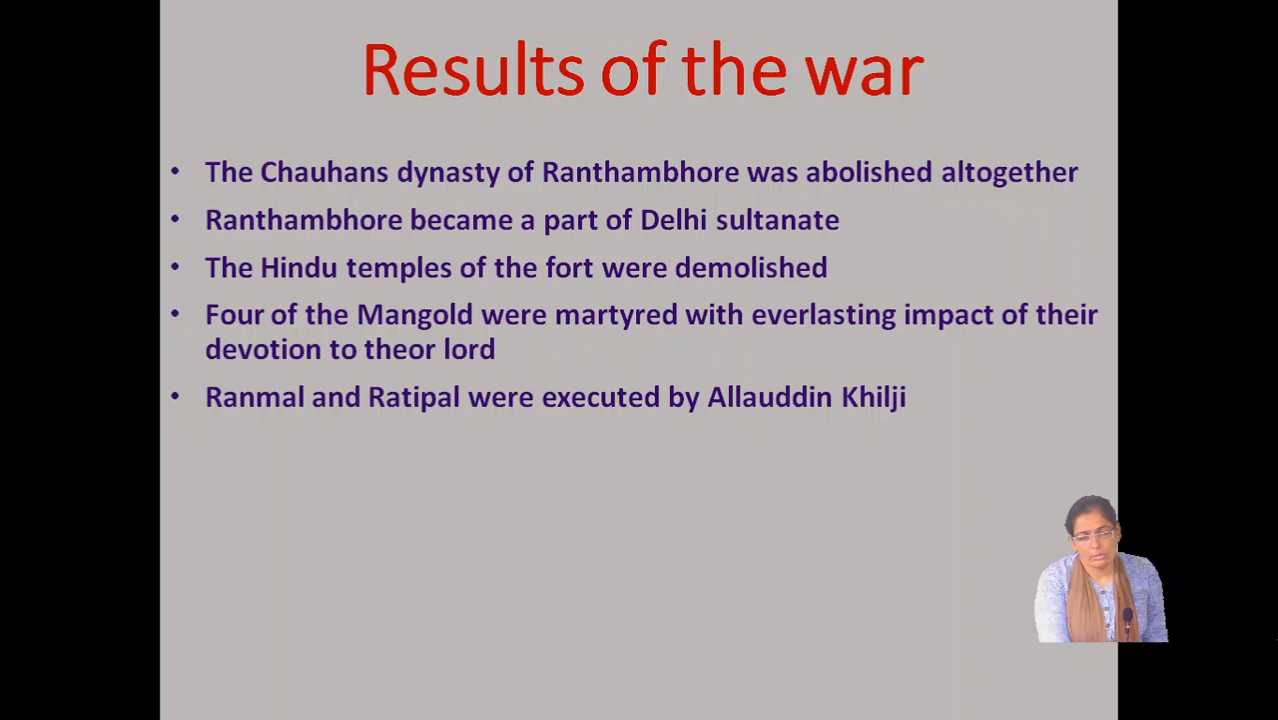 Results of the war
• The Chauhans dynasty of Ranthambhore was abolished altogether
• Ranthambhore became a part of Delhi sultanate
• The Hindu temples of the fort were demolished
• Four of the Mangold were martyred with everlasting impact of their
devotion to theor lord
• Ranmal and Ratipal were executed by Allauddin Khilji